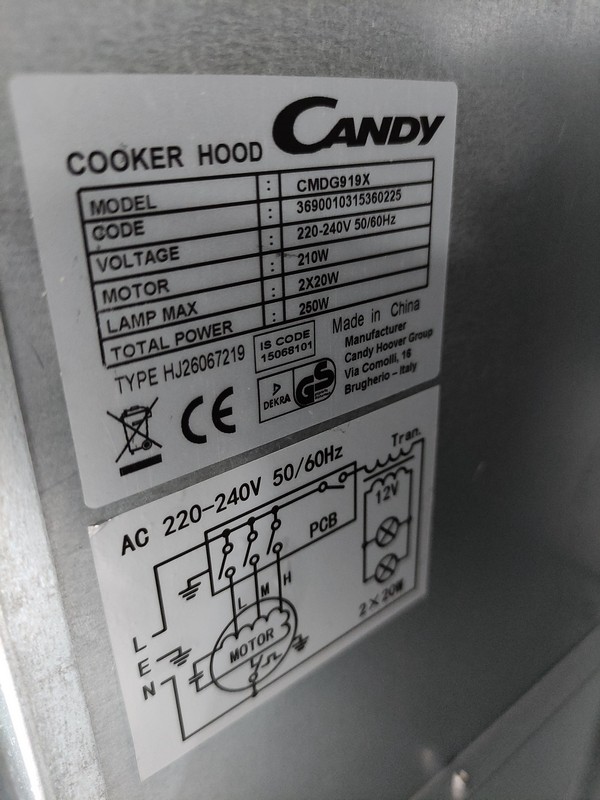 CANDY
COOKER HOOD
MODEL : CMDG919X
CODE : 3690010315360225
VOLTAGE : 220-240V 50/60Hz
MOTOR : 210W
LAMP MAX : 2X20W
TOTAL POWER : 250W
TYPE HJ26067219
IS CODE
15068101
Made in China
Manufacturer
Candy Hoover Group
Via Comolli, 16
Brugherio – Italy
CE
DEKRA
GS
AC 220-240V 50/60Hz
Tran.
12V
PCB
L M H
2×20W
L
E
N
MOTOR